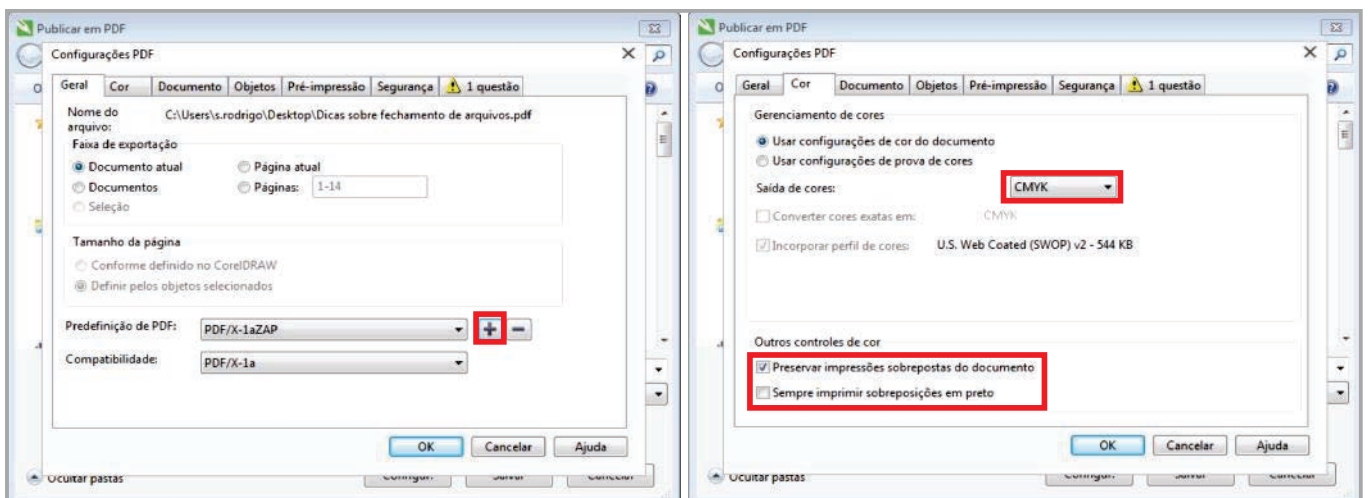 Publicar em PDF
Configurações PDF
Geral Cor Documento Objetos Pré-impressão Segurança 1 questão
Nome do arquivo: C:\Users\s.rodrigo\Desktop\Dicas sobre fechamento de arquivos.pdf
Faixa de exportação
Documento atual Página atual
Documentos Páginas: 1-14
Seleção
Tamanho da página
Conforme definido no CorelDRAW
Definir pelos objetos selecionados
Predefinição de PDF: PDF/X-1aZAP
Compatibilidade: PDF/X-1a
OK Cancelar Ajuda
Ocultar pastas
Publicar em PDF
Configurações PDF
Geral Cor Documento Objetos Pré-impressão Segurança 1 questão
Gerenciamento de cores
Usar configurações de cor do documento
Usar configurações de prova de cores
Saída de cores: CMYK
Converter cores exatas em: CMYK
Incorporar perfil de cores: U.S. Web Coated (SWOP) v2 - 544 KB
Outros controles de cor
Preservar impressões sobrepostas do documento
Sempre imprimir sobreposições em preto
OK Cancelar Ajuda
Ocultar pastas